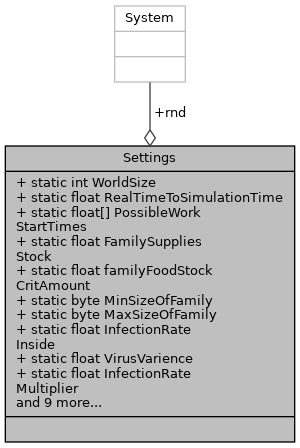 System
+rnd
Settings
+ static int WorldSize
+ static float RealTimeToSimulationTime
+ static float[] PossibleWork
StartTimes
+ static float FamilySupplies
Stock
+ static float familyFoodStock
CritAmount
+ static byte MinSizeOfFamily
+ static byte MaxSizeOfFamily
+ static float InfectionRate
Inside
+ static float VirusVarience
+ static float InfectionRate
Multiplier
and 9 more...